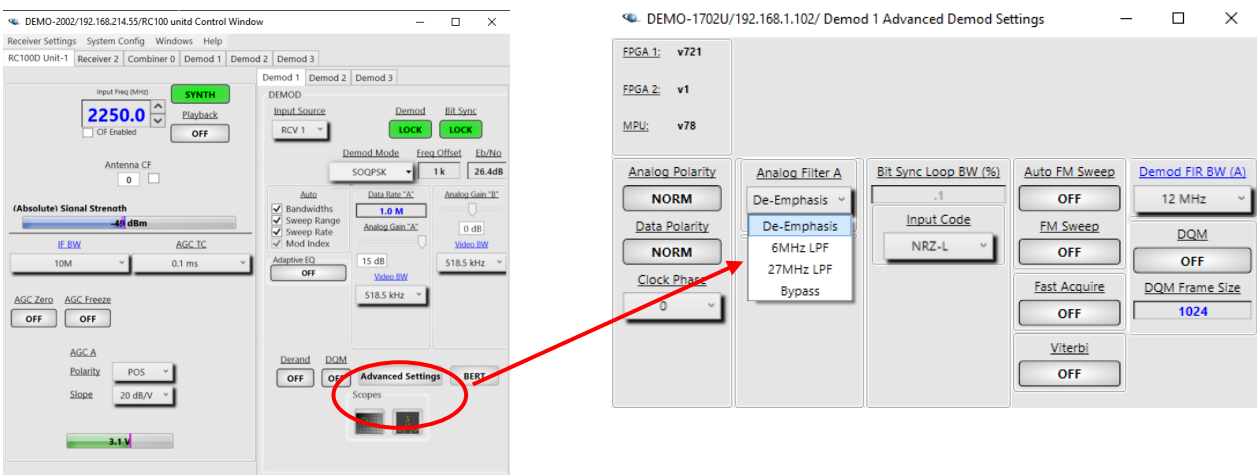 DEMO-2002/192.168.214.55/RC100 unitd Control Window
Receiver Settings System Config Windows Help
RC100D Unit-1 Receiver 2 Combiner 0 Demod 1 Demod 2 Demod 3
Input Freq (MHz)
2250.0
CIF Enabled
SYNTH
Playback
OFF
Antenna CF
0
(Absolute) Signal Strength
-49 dBm
IF BW
10M
AGC TC
0.1 ms
AGC Zero
OFF
AGC Freeze
OFF
AGC A
Polarity POS
Slope 20 dB/V
3.1 V
Demod 1 Demod 2 Demod 3
DEMOD
Input Source
RCV 1
Demod
LOCK
Bit Sync
LOCK
Demod Mode
SOQPSK
Freq Offset
1 k
Eb/No
26.4dB
Auto
Bandwidths
Sweep Range
Sweep Rate
Mod Index
Adaptive EQ
OFF
Data Rate "A"
1.0 M
Analog Gain "A"
15 dB
Video BW
518.5 kHz
Analog Gain "B"
0 dB
Video BW
518.5 kHz
Derand
OFF
DQM
OFF
Advanced Settings
BERT
Scopes
DEMO-1702U/192.168.1.102/ Demod 1 Advanced Demod Settings
FPGA 1: v721
FPGA 2: v1
MPU: v78
Analog Polarity
NORM
Data Polarity
NORM
Clock Phase
0
Analog Filter A
De-Emphasis
De-Emphasis
6MHz LPF
27MHz LPF
Bypass
Bit Sync Loop BW (%)
.1
Input Code
NRZ-L
Auto FM Sweep
OFF
FM Sweep
OFF
Fast Acquire
OFF
Viterbi
OFF
Demod FIR BW (A)
12 MHz
DQM
OFF
DQM Frame Size
1024